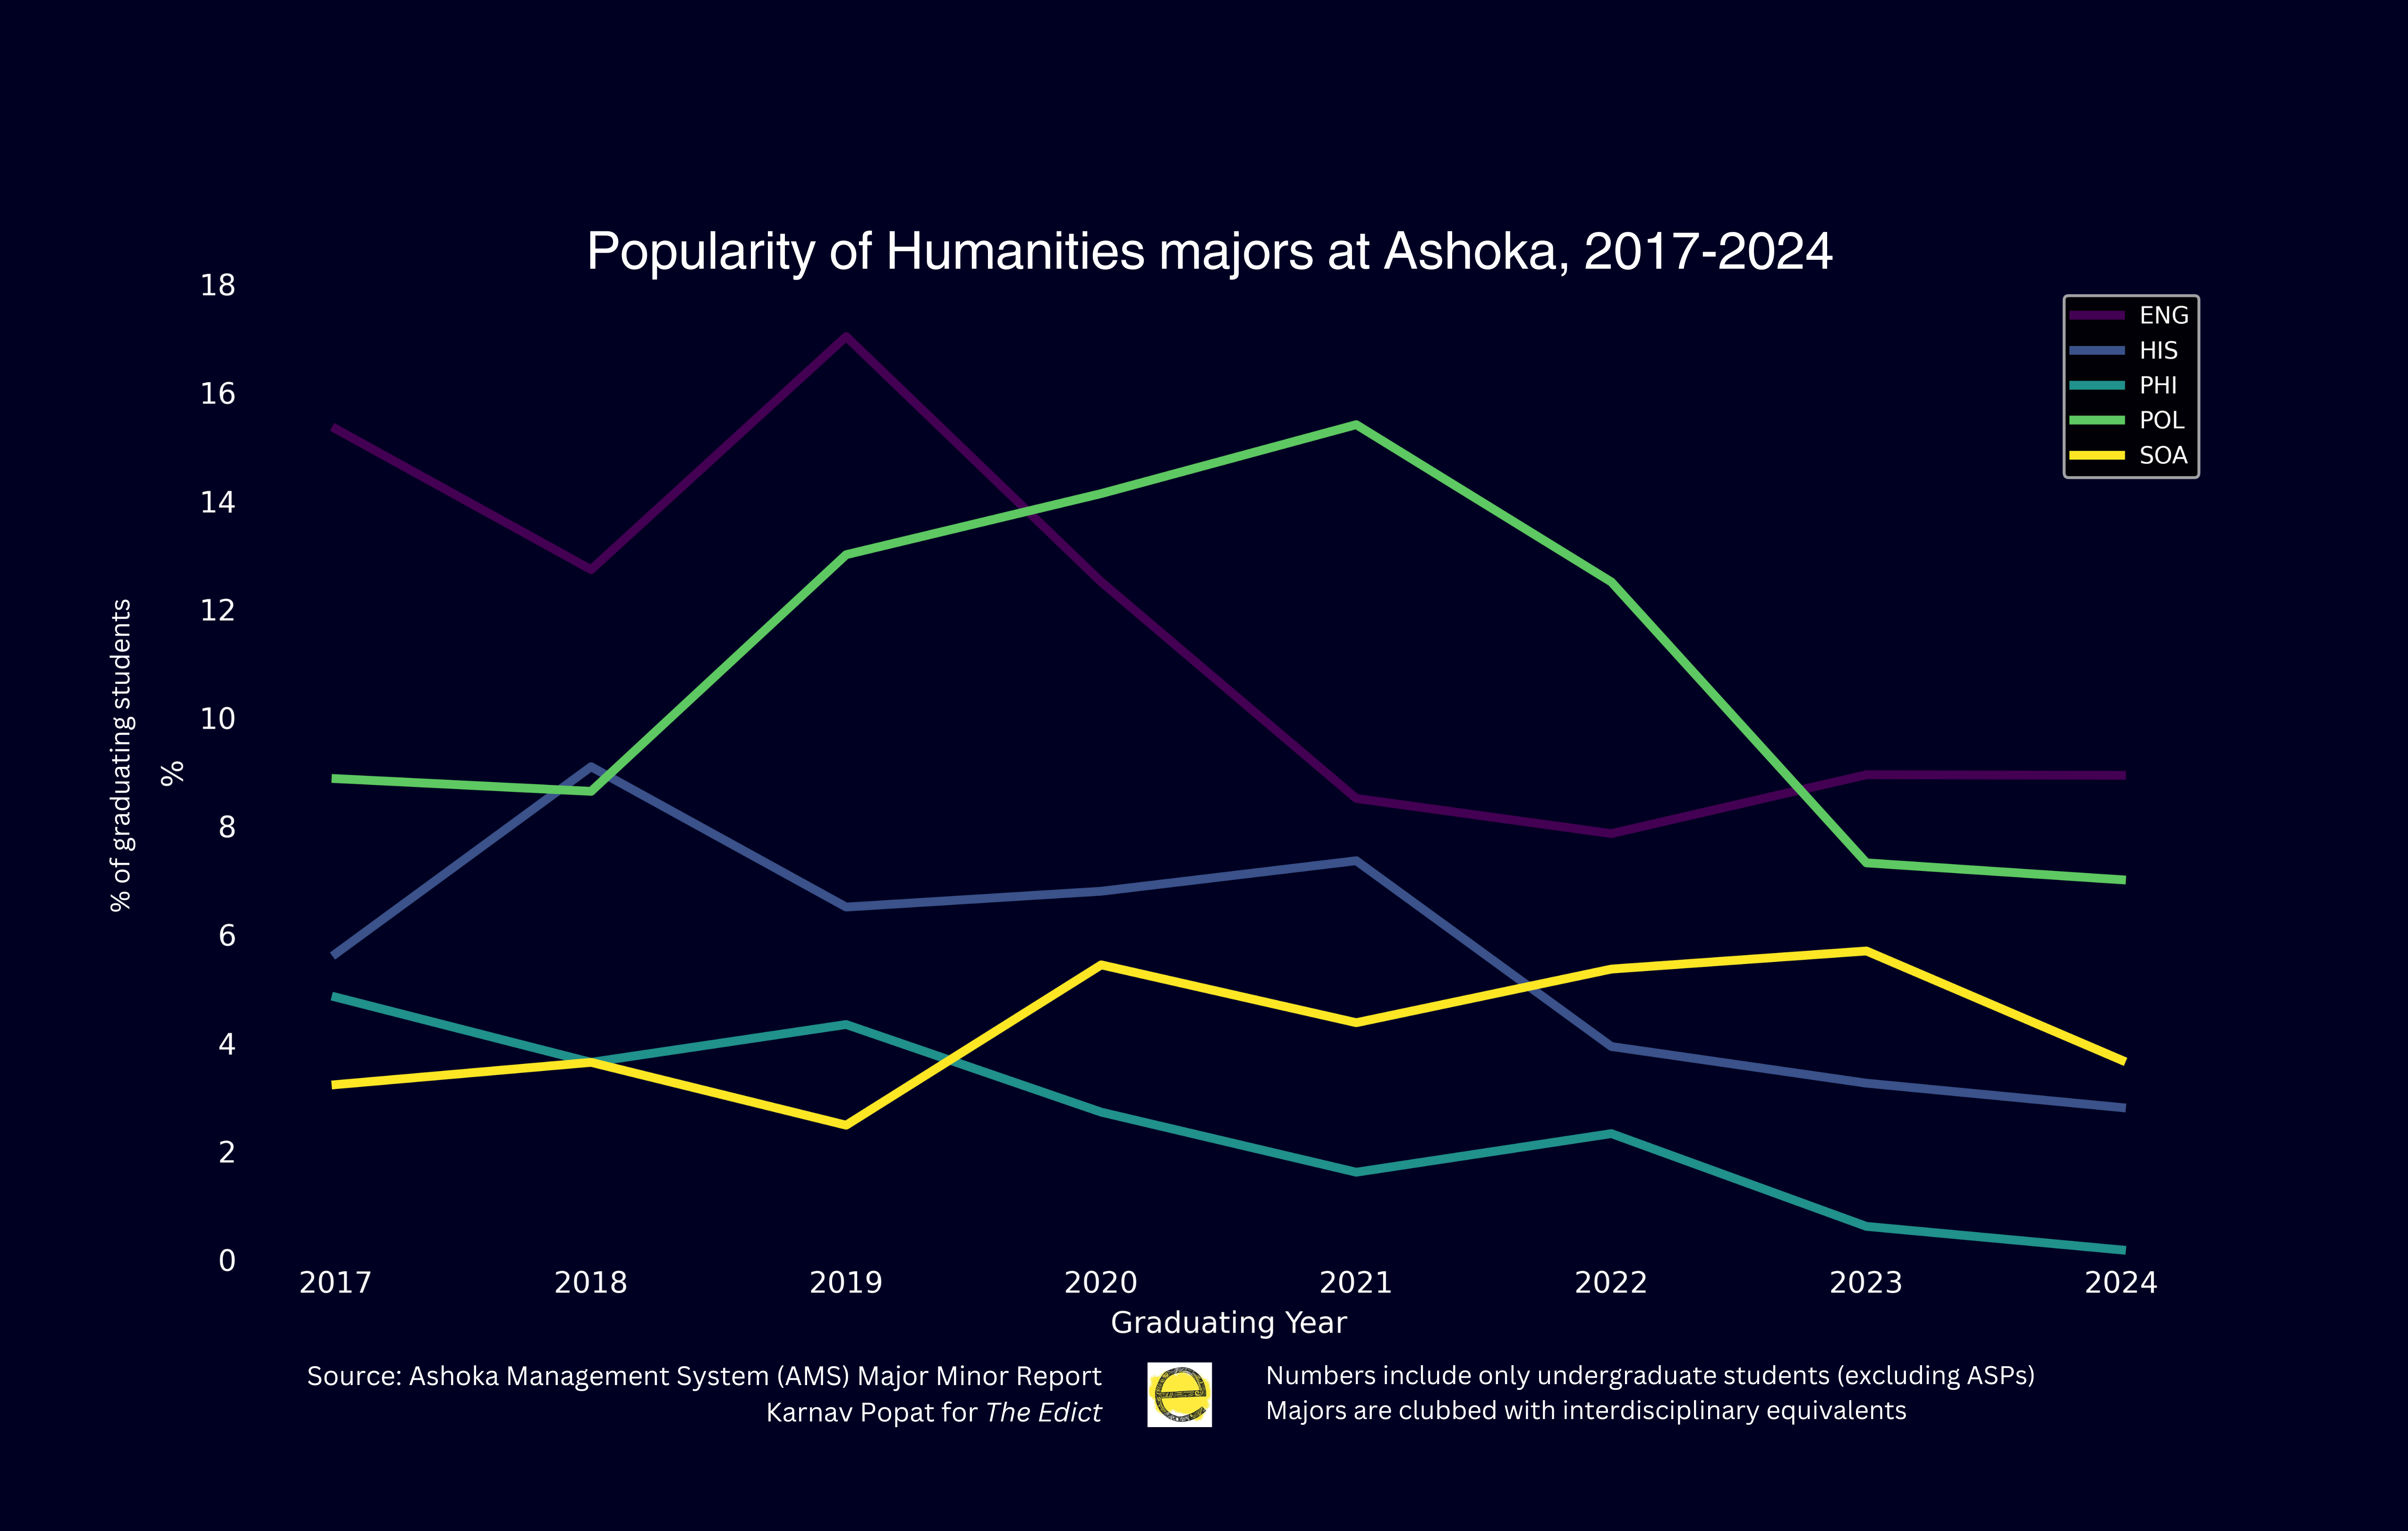 Popularity of Humanities majors at Ashoka, 2017-2024
18
16
14
12
10
8
6
4
2
0
% of graduating students
%
ENG
HIS
PHI
POL
SOA
2017 2018 2019 2020 2021 2022 2023 2024
Graduating Year
Source: Ashoka Management System (AMS) Major Minor Report
Karnav Popat for The Edict
e
Numbers include only undergraduate students (excluding ASPs)
Majors are clubbed with interdisciplinary equivalents